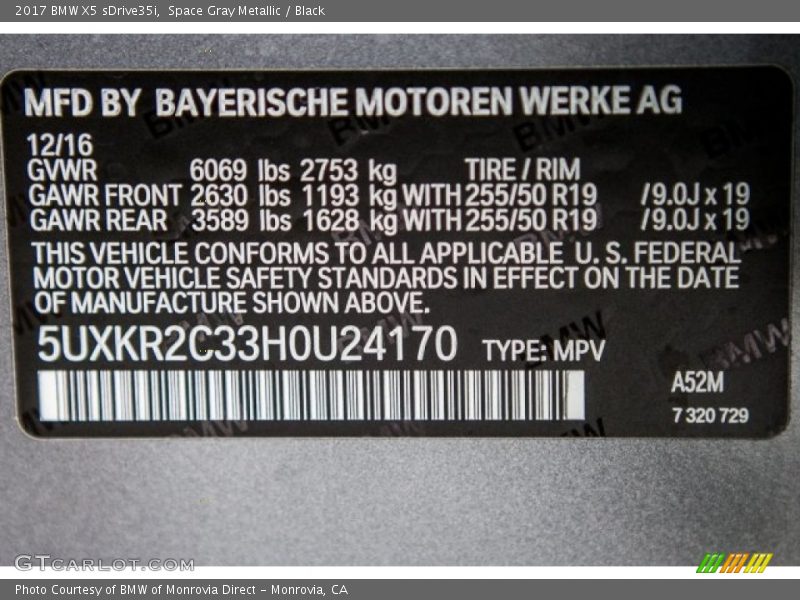 2017 BMW X5 sDrive35i, Space Gray Metallic / Black
MFD BY BAYERISCHE MOTOREN WERKE AG
12/16
GVWR 6069 lbs 2753 kg TIRE / RIM
GAWR FRONT 2630 lbs 1193 kg WITH 255/50 R19 /9.0J x 19
GAWR REAR 3589 lbs 1628 kg WITH 255/50 R19 /9.0J x 19
THIS VEHICLE CONFORMS TO ALL APPLICABLE U. S. FEDERAL
MOTOR VEHICLE SAFETY STANDARDS IN EFFECT ON THE DATE
OF MANUFACTURE SHOWN ABOVE.
5UXKR2C33H0U24170 TYPE: MPV
A52M
7 320 729
GTCARLOT.COM
Photo Courtesy of BMW of Monrovia Direct - Monrovia, CA